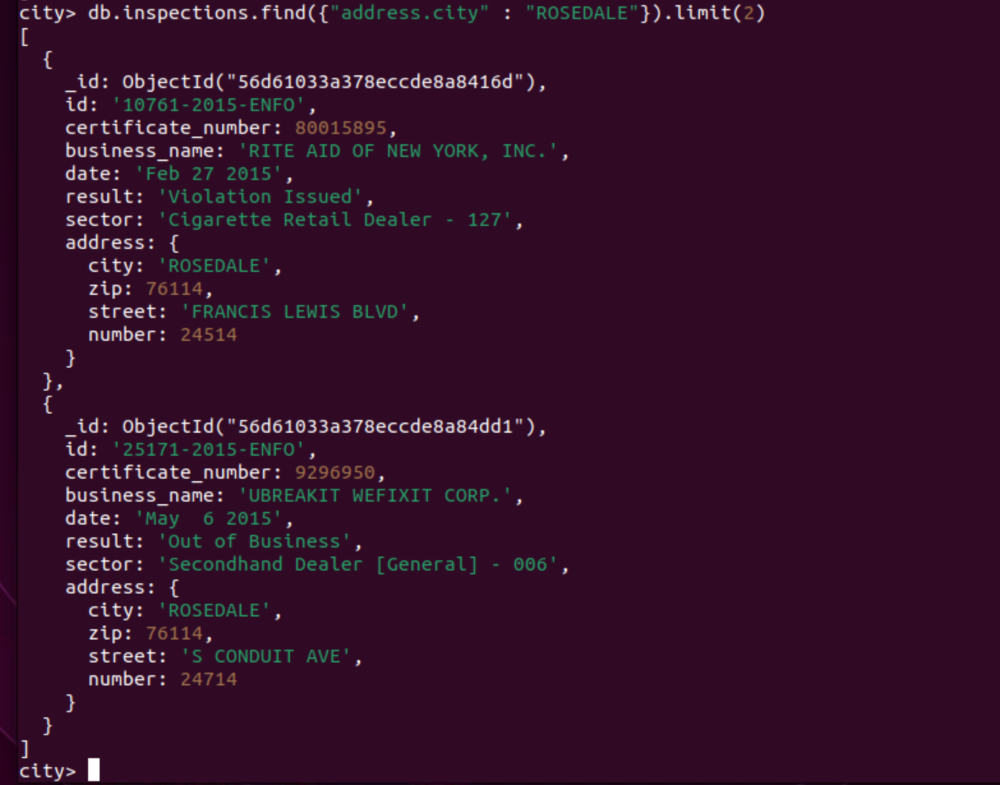 city> db.inspections.find({"address.city" : "ROSEDALE"}).limit(2)
[
  {
    _id: ObjectId("56d61033a378eccde8a8416d"),
    id: '10761-2015-ENFO',
    certificate_number: 80015895,
    business_name: 'RITE AID OF NEW YORK, INC.',
    date: 'Feb 27 2015',
    result: 'Violation Issued',
    sector: 'Cigarette Retail Dealer - 127',
    address: {
      city: 'ROSEDALE',
      zip: 76114,
      street: 'FRANCIS LEWIS BLVD',
      number: 24514
    }
  },
  {
    _id: ObjectId("56d61033a378eccde8a84dd1"),
    id: '25171-2015-ENFO',
    certificate_number: 9296950,
    business_name: 'UBREAKIT WEFIXIT CORP.',
    date: 'May  6 2015',
    result: 'Out of Business',
    sector: 'Secondhand Dealer [General] - 006',
    address: {
      city: 'ROSEDALE',
      zip: 76114,
      street: 'S CONDUIT AVE',
      number: 24714
    }
  }
]
city>